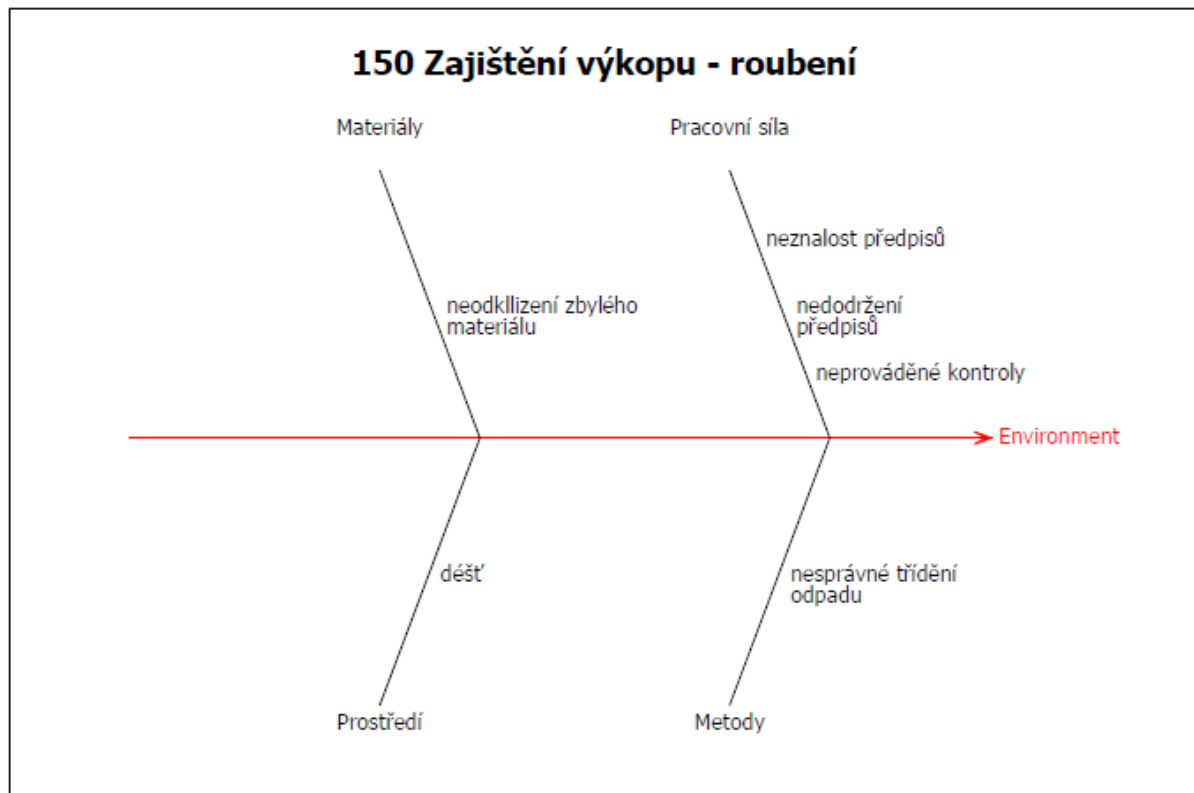 150 Zajištění výkopu - roubení
Materiály
Pracovní síla
neznalost předpisů
neodkllizení zbylého
materiálu
nedodržení
předpisů
neprováděné kontroly
Environment
déšť
nesprávné třídění
odpadu
Prostředí
Metody